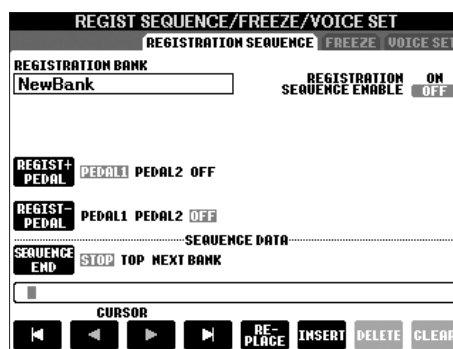 REGIST SEQUENCE/FREEZE/VOICE SET
REGISTRATION SEQUENCE FREEZE VOICE SET
REGISTRATION BANK
NewBank
REGISTRATION SEQUENCE ENABLE ON OFF
REGIST+ PEDAL PEDAL1 PEDAL2 OFF
REGIST- PEDAL PEDAL1 PEDAL2 OFF
SEQUENCE DATA
SEQUENCE END STOP TOP NEXT BANK
CURSOR
RE-PLACE INSERT DELETE CLEAR